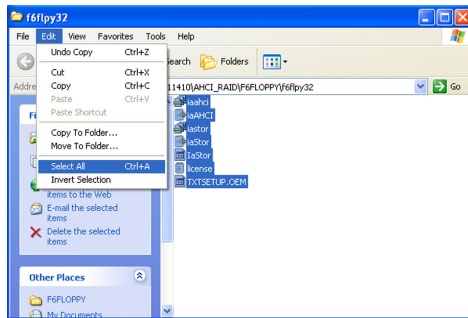 f6flpy32
File Edit View Favorites Tools Help
Undo Copy Ctrl+Z
Cut Ctrl+X
Copy Ctrl+C
Paste Ctrl+V
Paste Shortcut
Copy To Folder...
Move To Folder...
Select All Ctrl+A
Invert Selection
Search Folders
Addre
11410\AHCI_RAID\F6FLOPPY\f6flpy32
Go
iaahci
iaAHCI
iastor
iaStor
IaStor
license
TXTSETUP.OEM
items to the Web
E-mail the selected
items
Delete the selected
items
Other Places
F6FLOPPY
My Documents